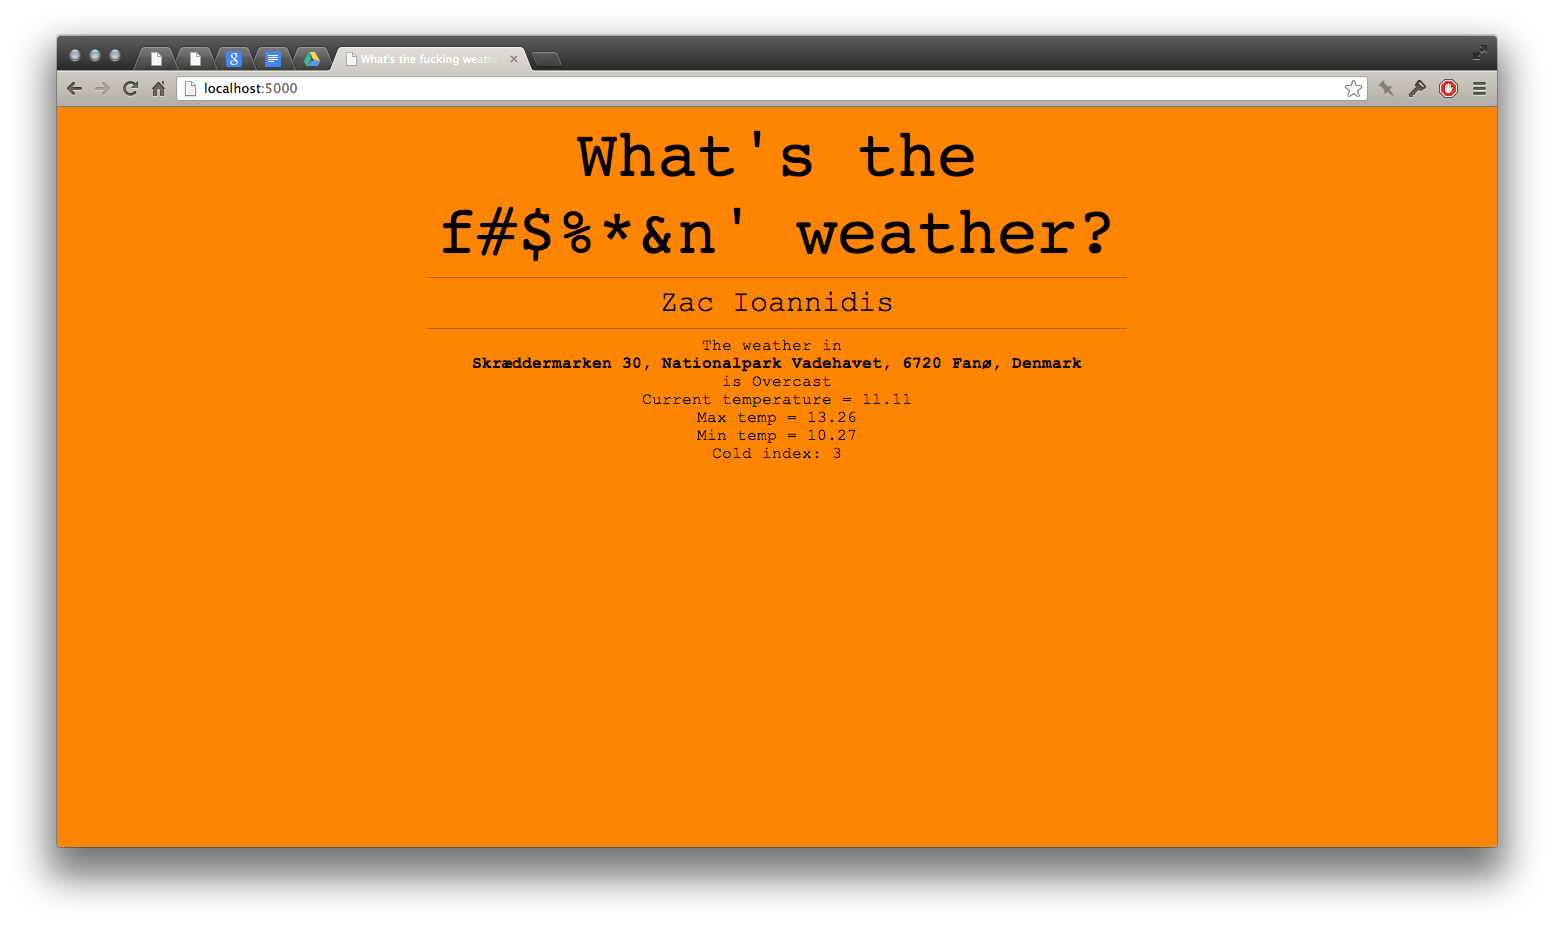 What's the fucking weathe
localhost:5000
What's the
f#$%*&n' weather?
Zac Ioannidis
The weather in
Skræddermarken 30, Nationalpark Vadehavet, 6720 Fanø, Denmark
is Overcast
Current temperature = 11.11
Max temp = 13.26
Min temp = 10.27
Cold index: 3